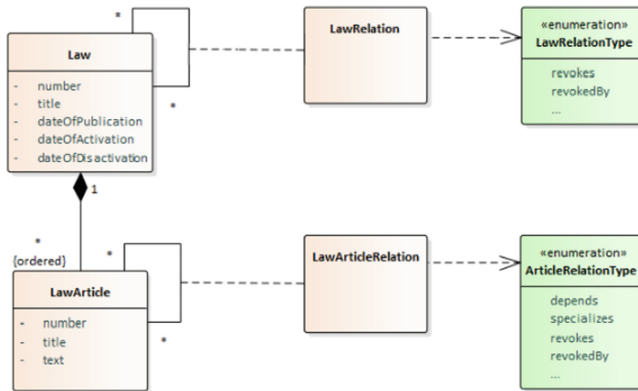 *
Law
- number
- title
- dateOfPublication
- dateOfActivation
- dateOfDisactivation
*
LawRelation
«enumeration»
LawRelationType
revokes
revokedBy
...
1
*
{ordered}
*
LawArticle
- number
- title
- text
*
LawArticleRelation
«enumeration»
ArticleRelationType
depends
specializes
revokes
revokedBy
...